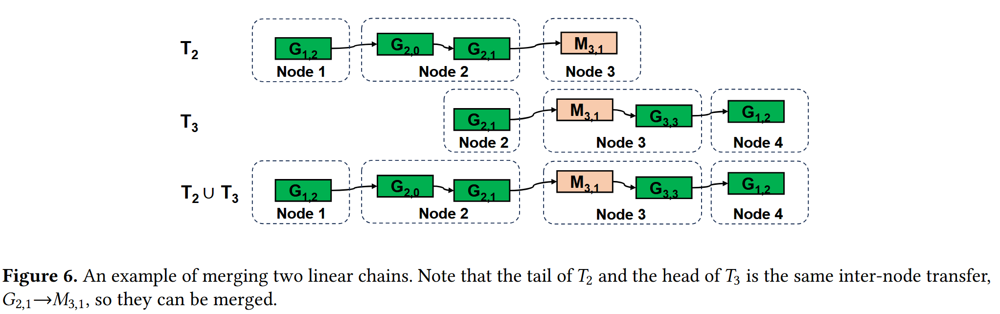 T2 G1,2 G2,0 G2,1 M3,1
Node 1 Node 2 Node 3
T3 G2,1 M3,1 G3,3 G1,2
Node 2 Node 3 Node 4
T2 ∪ T3 G1,2 G2,0 G2,1 M3,1 G3,3 G1,2
Node 1 Node 2 Node 3 Node 4
Figure 6. An example of merging two linear chains. Note that the tail of T2 and the head of T3 is the same inter-node transfer,
G2,1→M3,1, so they can be merged.